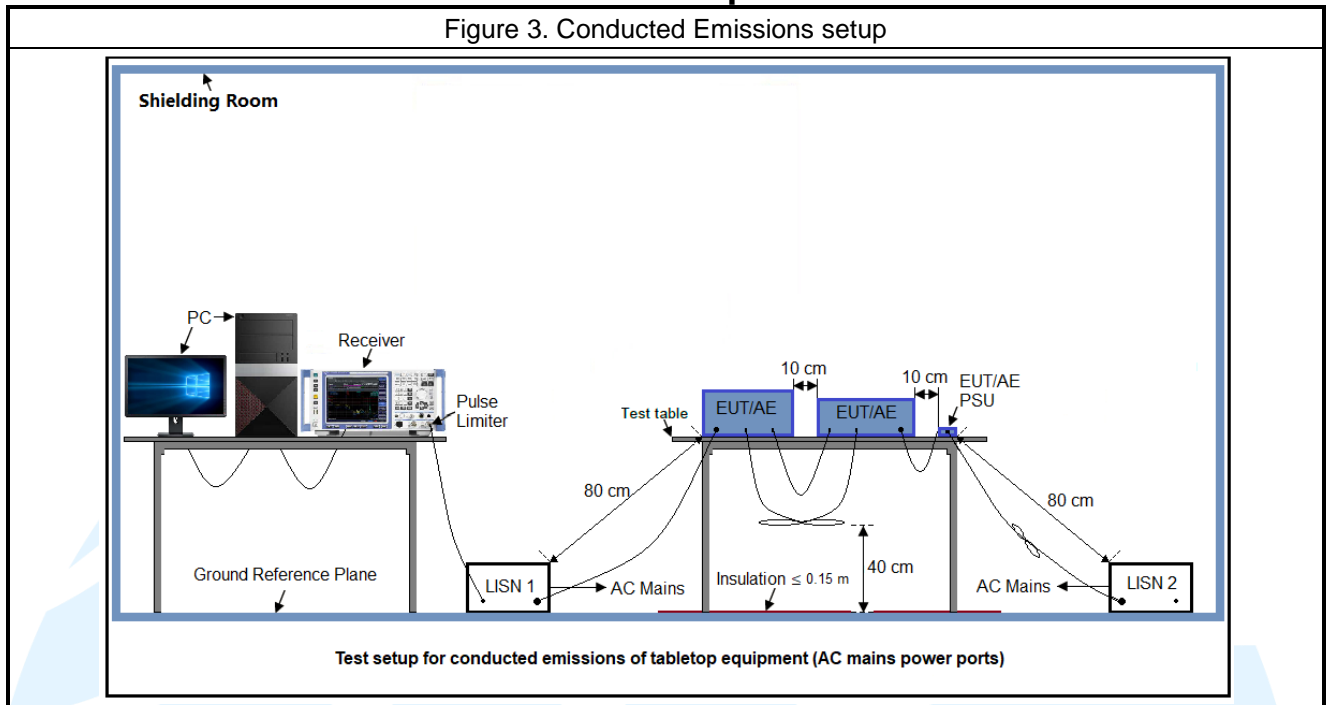 Figure 3. Conducted Emissions setup
Shielding Room
PC
Receiver
Pulse
Limiter
10 cm
10 cm
EUT/AE
PSU
Test table
EUT/AE
EUT/AE
80 cm
80 cm
40 cm
Ground Reference Plane
LISN 1
AC Mains
Insulation ≤ 0.15 m
AC Mains
LISN 2
Test setup for conducted emissions of tabletop equipment (AC mains power ports)